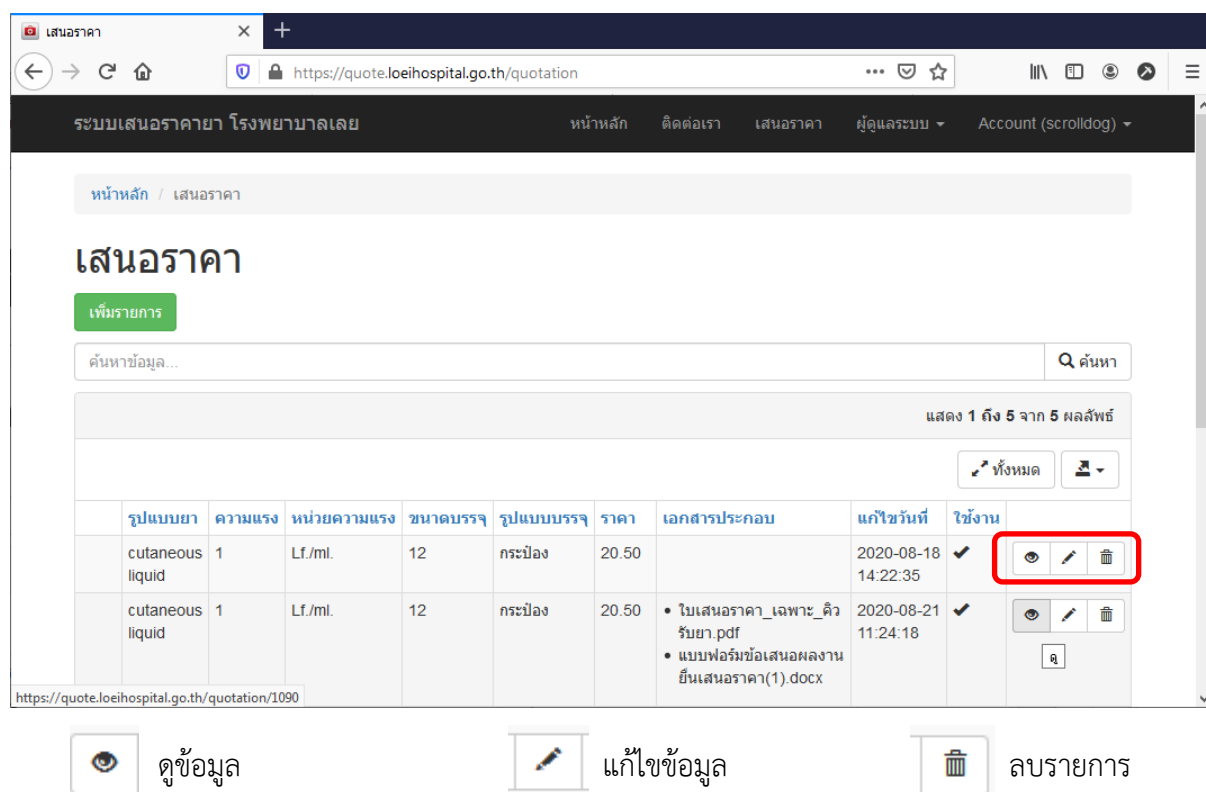 เสนอราคา
https://quote.loeihospital.go.th/quotation
ระบบเสนอราคายา โรงพยาบาลเลย หน้าหลัก ติดต่อเรา เสนอราคา ผู้ดูแลระบบ Account (scrolldog)
หน้าหลัก / เสนอราคา
เสนอราคา
เพิ่มรายการ
ค้นหาข้อมูล... ค้นหา
แสดง 1 ถึง 5 จาก 5 ผลลัพธ์
ทั้งหมด
รูปแบบยา ความแรง หน่วยความแรง ขนาดบรรจุ รูปแบบบรรจุ ราคา เอกสารประกอบ แก้ไขวันที่ ใช้งาน
cutaneous 1 Lf./ml. 12 กระป๋อง 20.50 2020-08-18
liquid 14:22:35
cutaneous 1 Lf./ml. 12 กระป๋อง 20.50 • ใบเสนอราคา_เฉพาะ_คิว 2020-08-21
liquid รับยา.pdf 11:24:18
• แบบฟอร์มข้อเสนอผลงาน ดู
ยื่นเสนอราคา(1).docx
https://quote.loeihospital.go.th/quotation/1090
ดูข้อมูล แก้ไขข้อมูล ลบรายการ